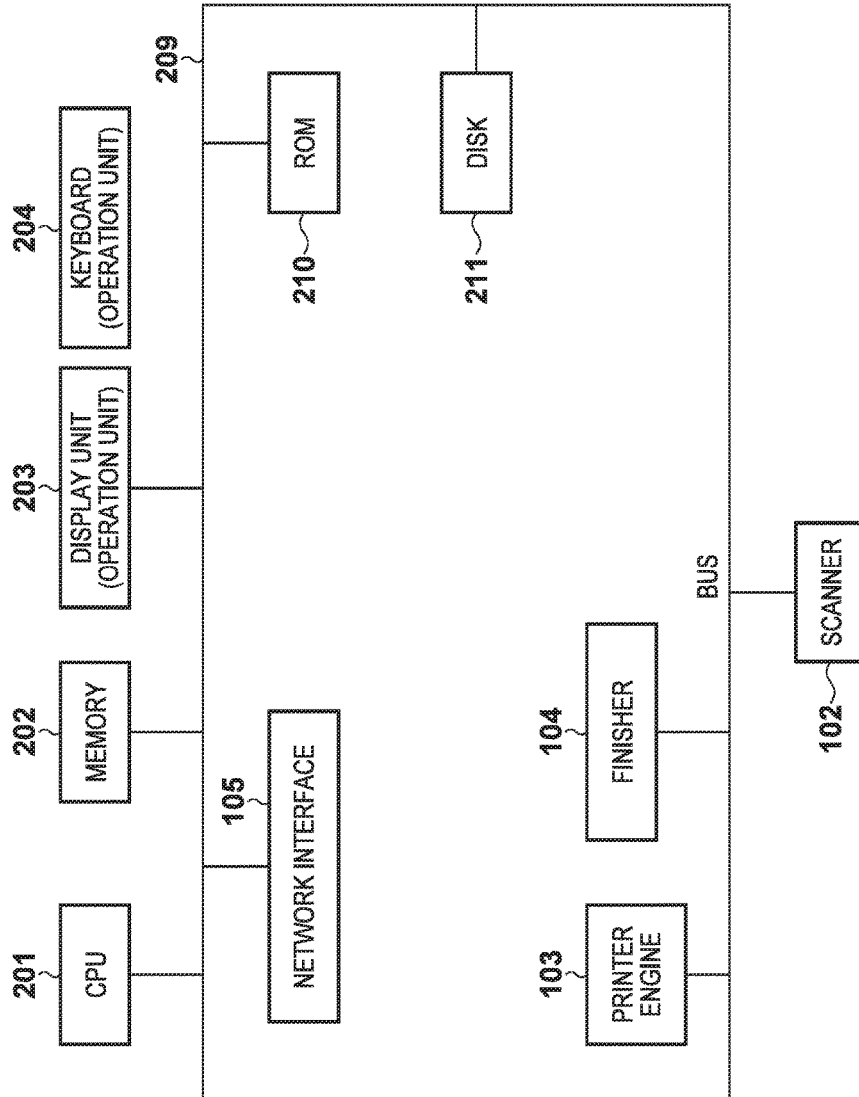 201
CPU
202
MEMORY
203
DISPLAY UNIT
(OPERATION UNIT)
204
KEYBOARD
(OPERATION UNIT)
209
105
NETWORK INTERFACE
210
ROM
211
DISK
103
PRINTER
ENGINE
104
FINISHER
BUS
102
SCANNER